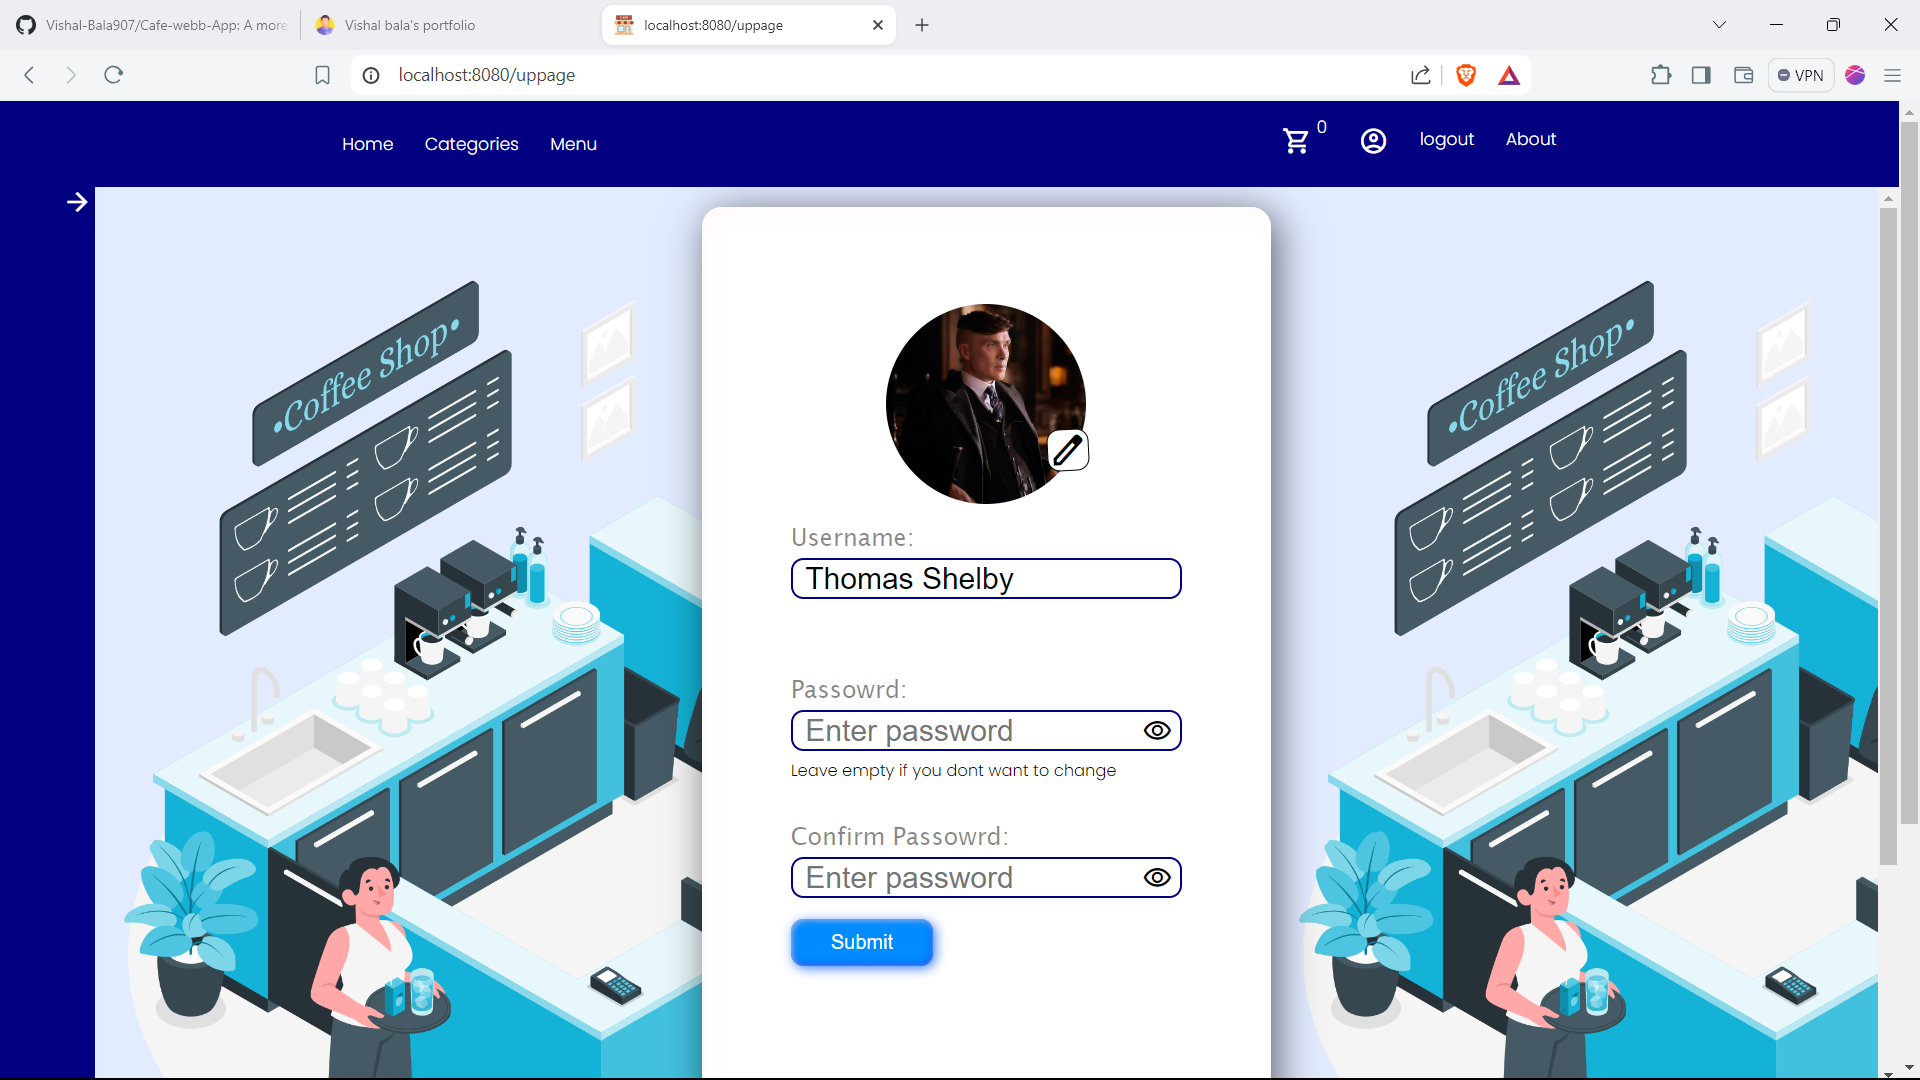 Vishal-Bala907/Cafe-webb-App: A more
Vishal bala's portfolio
localhost:8080/uppage
localhost:8080/uppage
VPN
Home Categories Menu
0
logout About
•Coffee Shop•
•Coffee Shop•
Username:
Thomas Shelby
Passowrd:
Enter password
Leave empty if you dont want to change
Confirm Passowrd:
Enter password
Submit